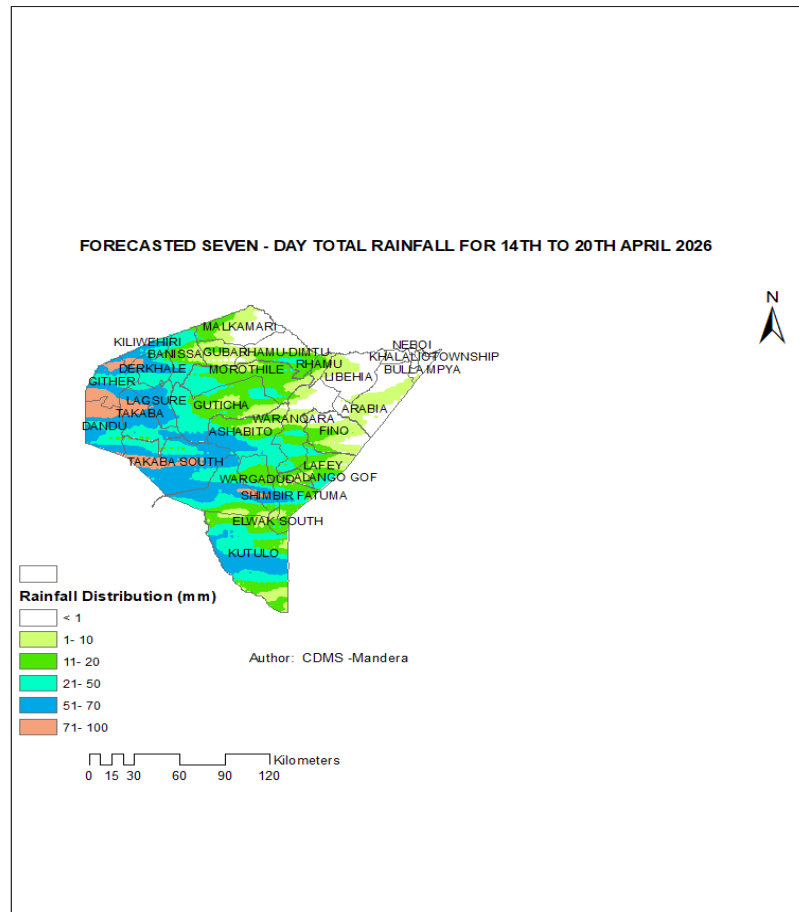 FORECASTED SEVEN - DAY TOTAL RAINFALL FOR 14TH TO 20TH APRIL 2026
N
MALKAMARI
KILIWEHIRI
NEBOI
BANISSA
GUBA
RHAMU-DIMTU
KHALALIO
TOWNSHIP
DERKHALE
MOROTHILE
RHAMU
BULLAMPYA
GITHER
LIBEHIA
LAGSURE
GUTICHA
ARABIA
TAKABA
WARANQARA
DANDU
ASHABITO
FINO
TAKABA SOUTH
LAFEY
WARGADUD
ALANGO GOF
SHIMBIR FATUMA
ELWAK SOUTH
KUTULO
Rainfall Distribution (mm)
< 1
1- 10
11- 20
21- 50
51- 70
71- 100
Author: CDMS -Mandera
Kilometers
0 15 30 60 90 120